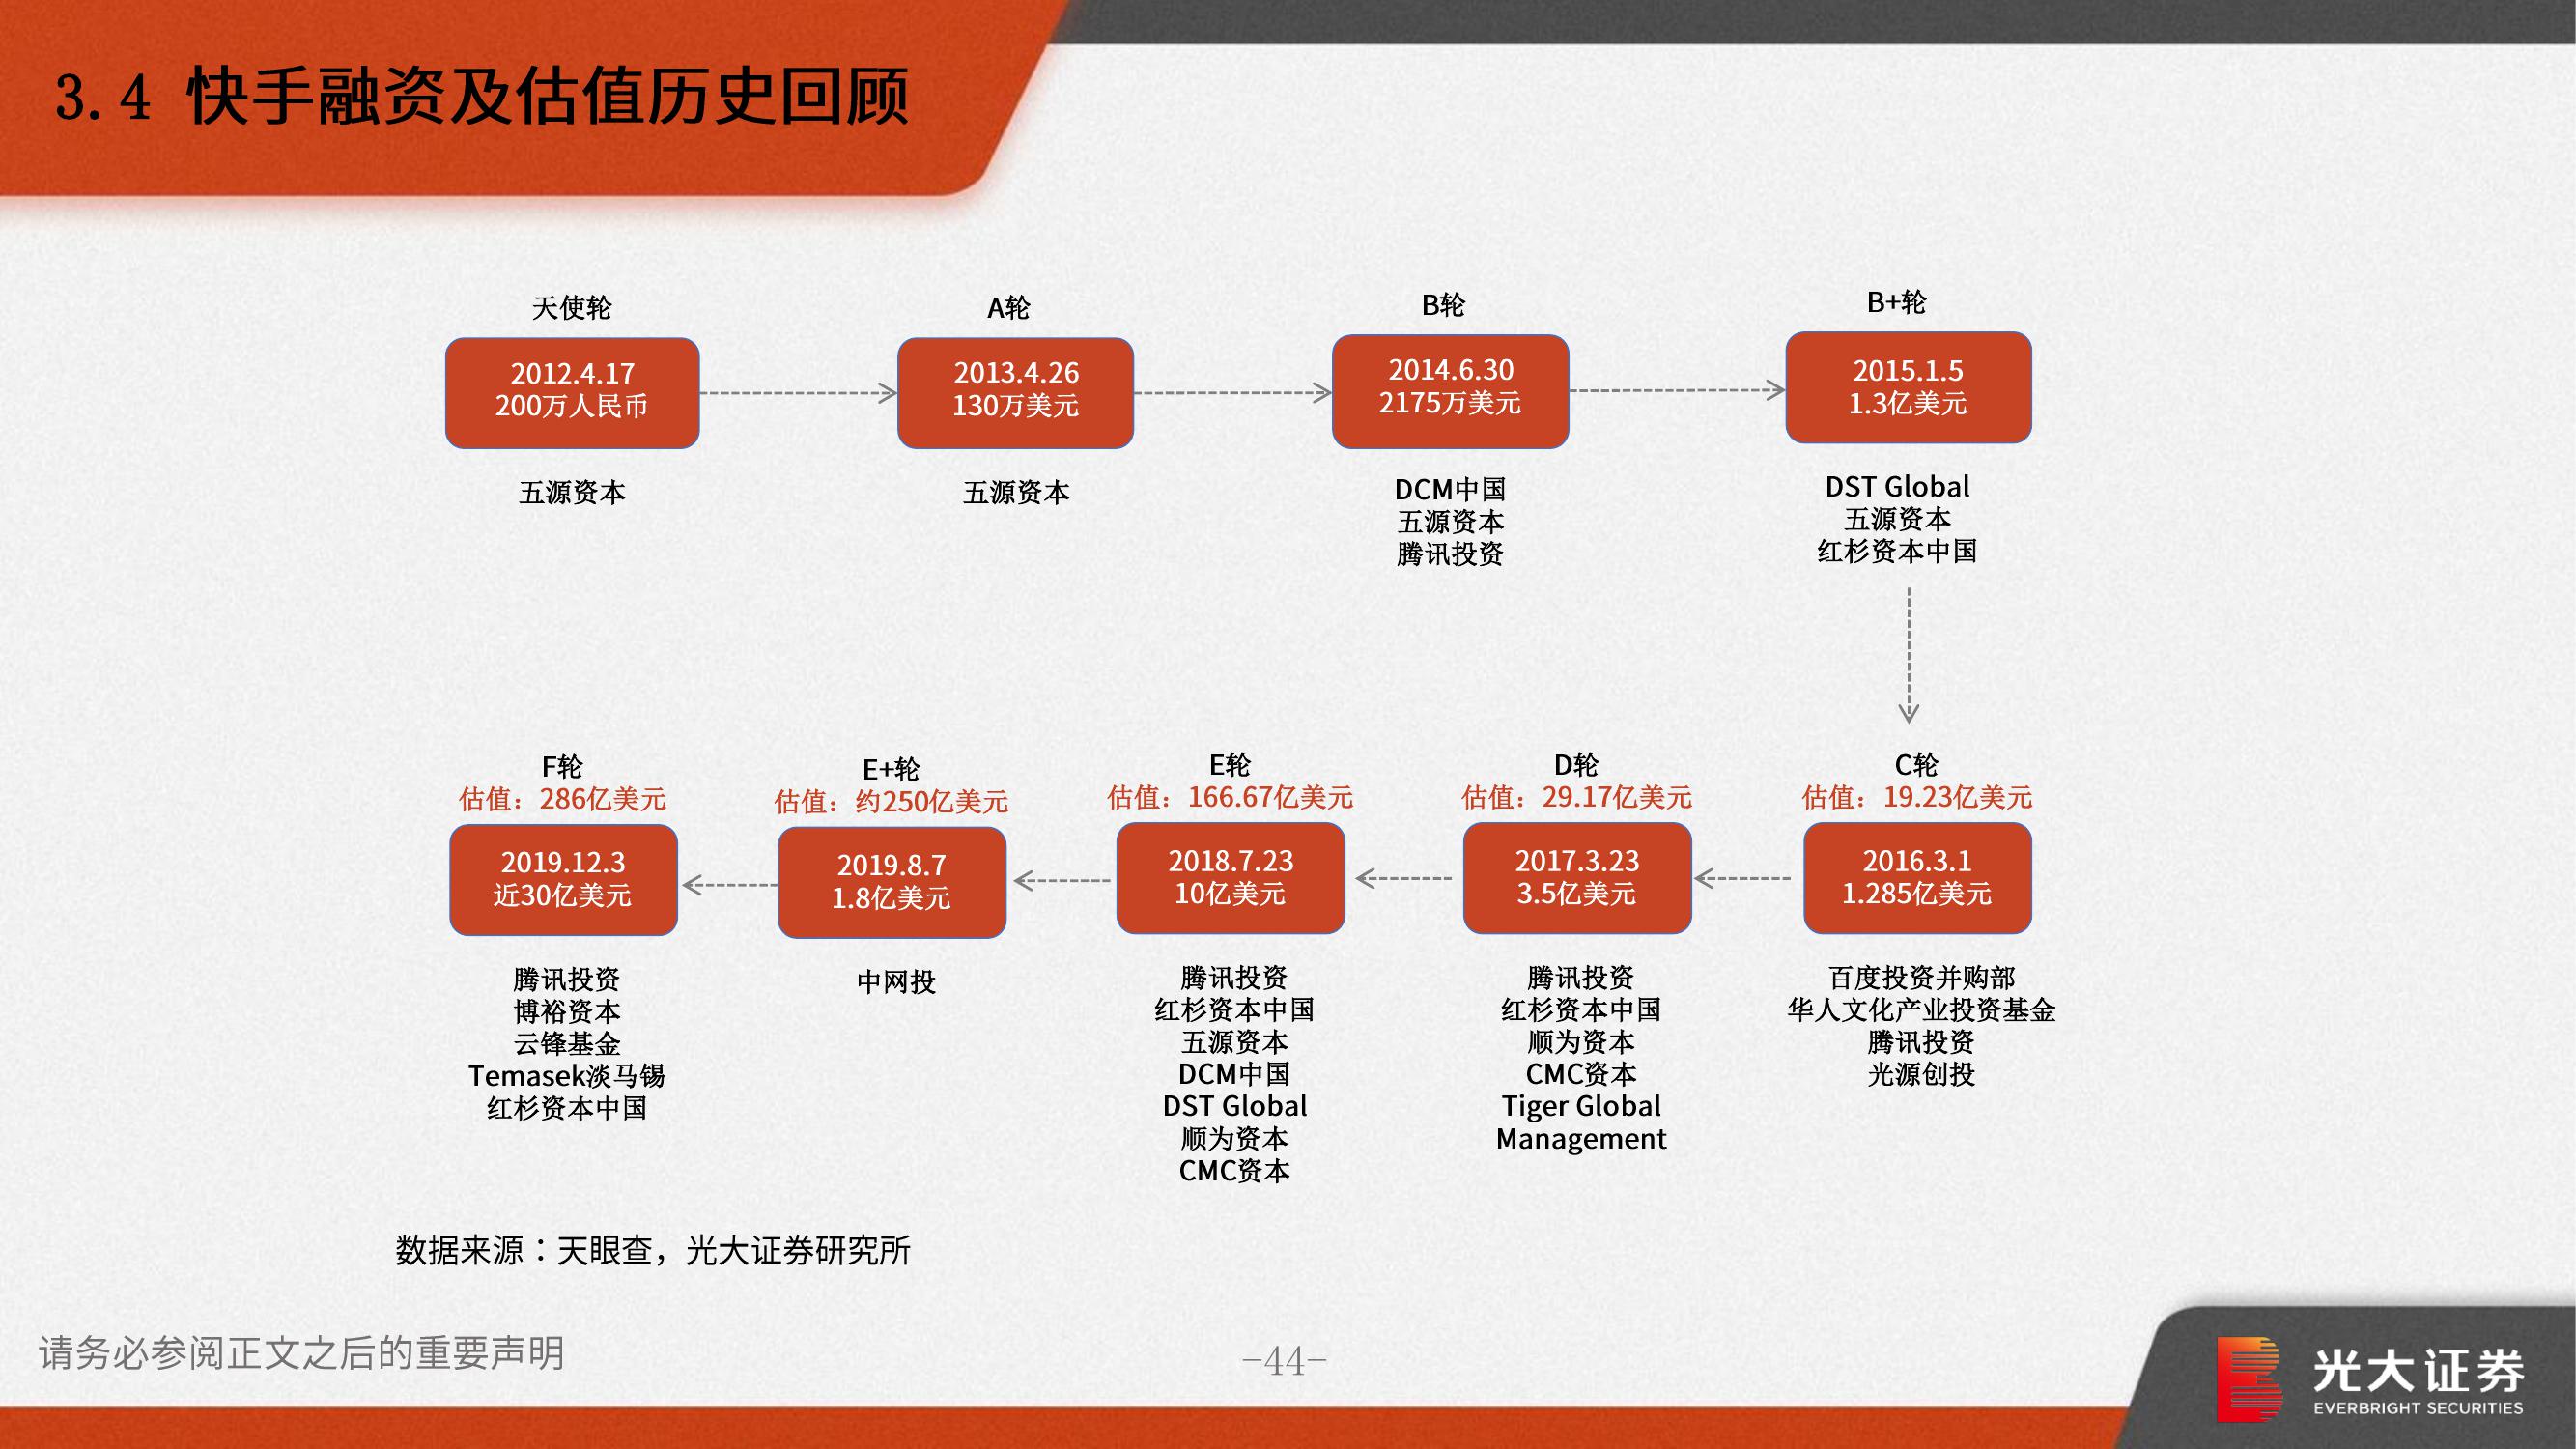 3.4 快手融资及估值历史回顾
天使轮
2012.4.17
200万人民币
五源资本
A轮
2013.4.26
130万美元
五源资本
B轮
2014.6.30
2175万美元
DCM中国
五源资本
腾讯投资
B+轮
2015.1.5
1.3亿美元
DST Global
五源资本
红杉资本中国
F轮
估值：286亿美元
2019.12.3
近30亿美元
腾讯投资
博裕资本
云锋基金
Temasek淡马锡
红杉资本中国
E+轮
估值：约250亿美元
2019.8.7
1.8亿美元
中网投
E轮
估值：166.67亿美元
2018.7.23
10亿美元
腾讯投资
红杉资本中国
五源资本
DCM中国
DST Global
顺为资本
CMC资本
D轮
估值：29.17亿美元
2017.3.23
3.5亿美元
腾讯投资
红杉资本中国
顺为资本
CMC资本
Tiger Global
Management
C轮
估值：19.23亿美元
2016.3.1
1.285亿美元
百度投资并购部
华人文化产业投资基金
腾讯投资
光源创投
数据来源：天眼查，光大证券研究所
请务必参阅正文之后的重要声明
-44-
光大证券
EVERBRIGHT SECURITIES